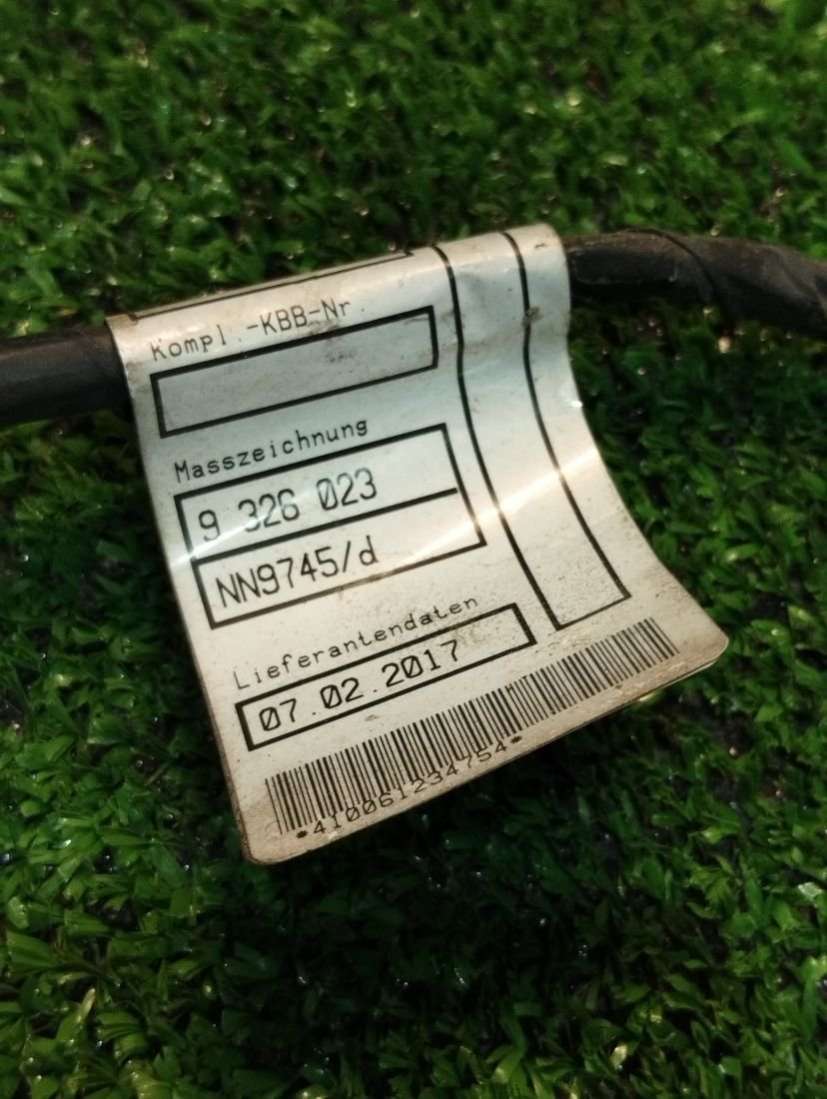 Kompl.-KBB-Nr.
Masszeichnung
9 326 023
NN9745/d
Lieferantendaten
07.02.2017
*410061234754*